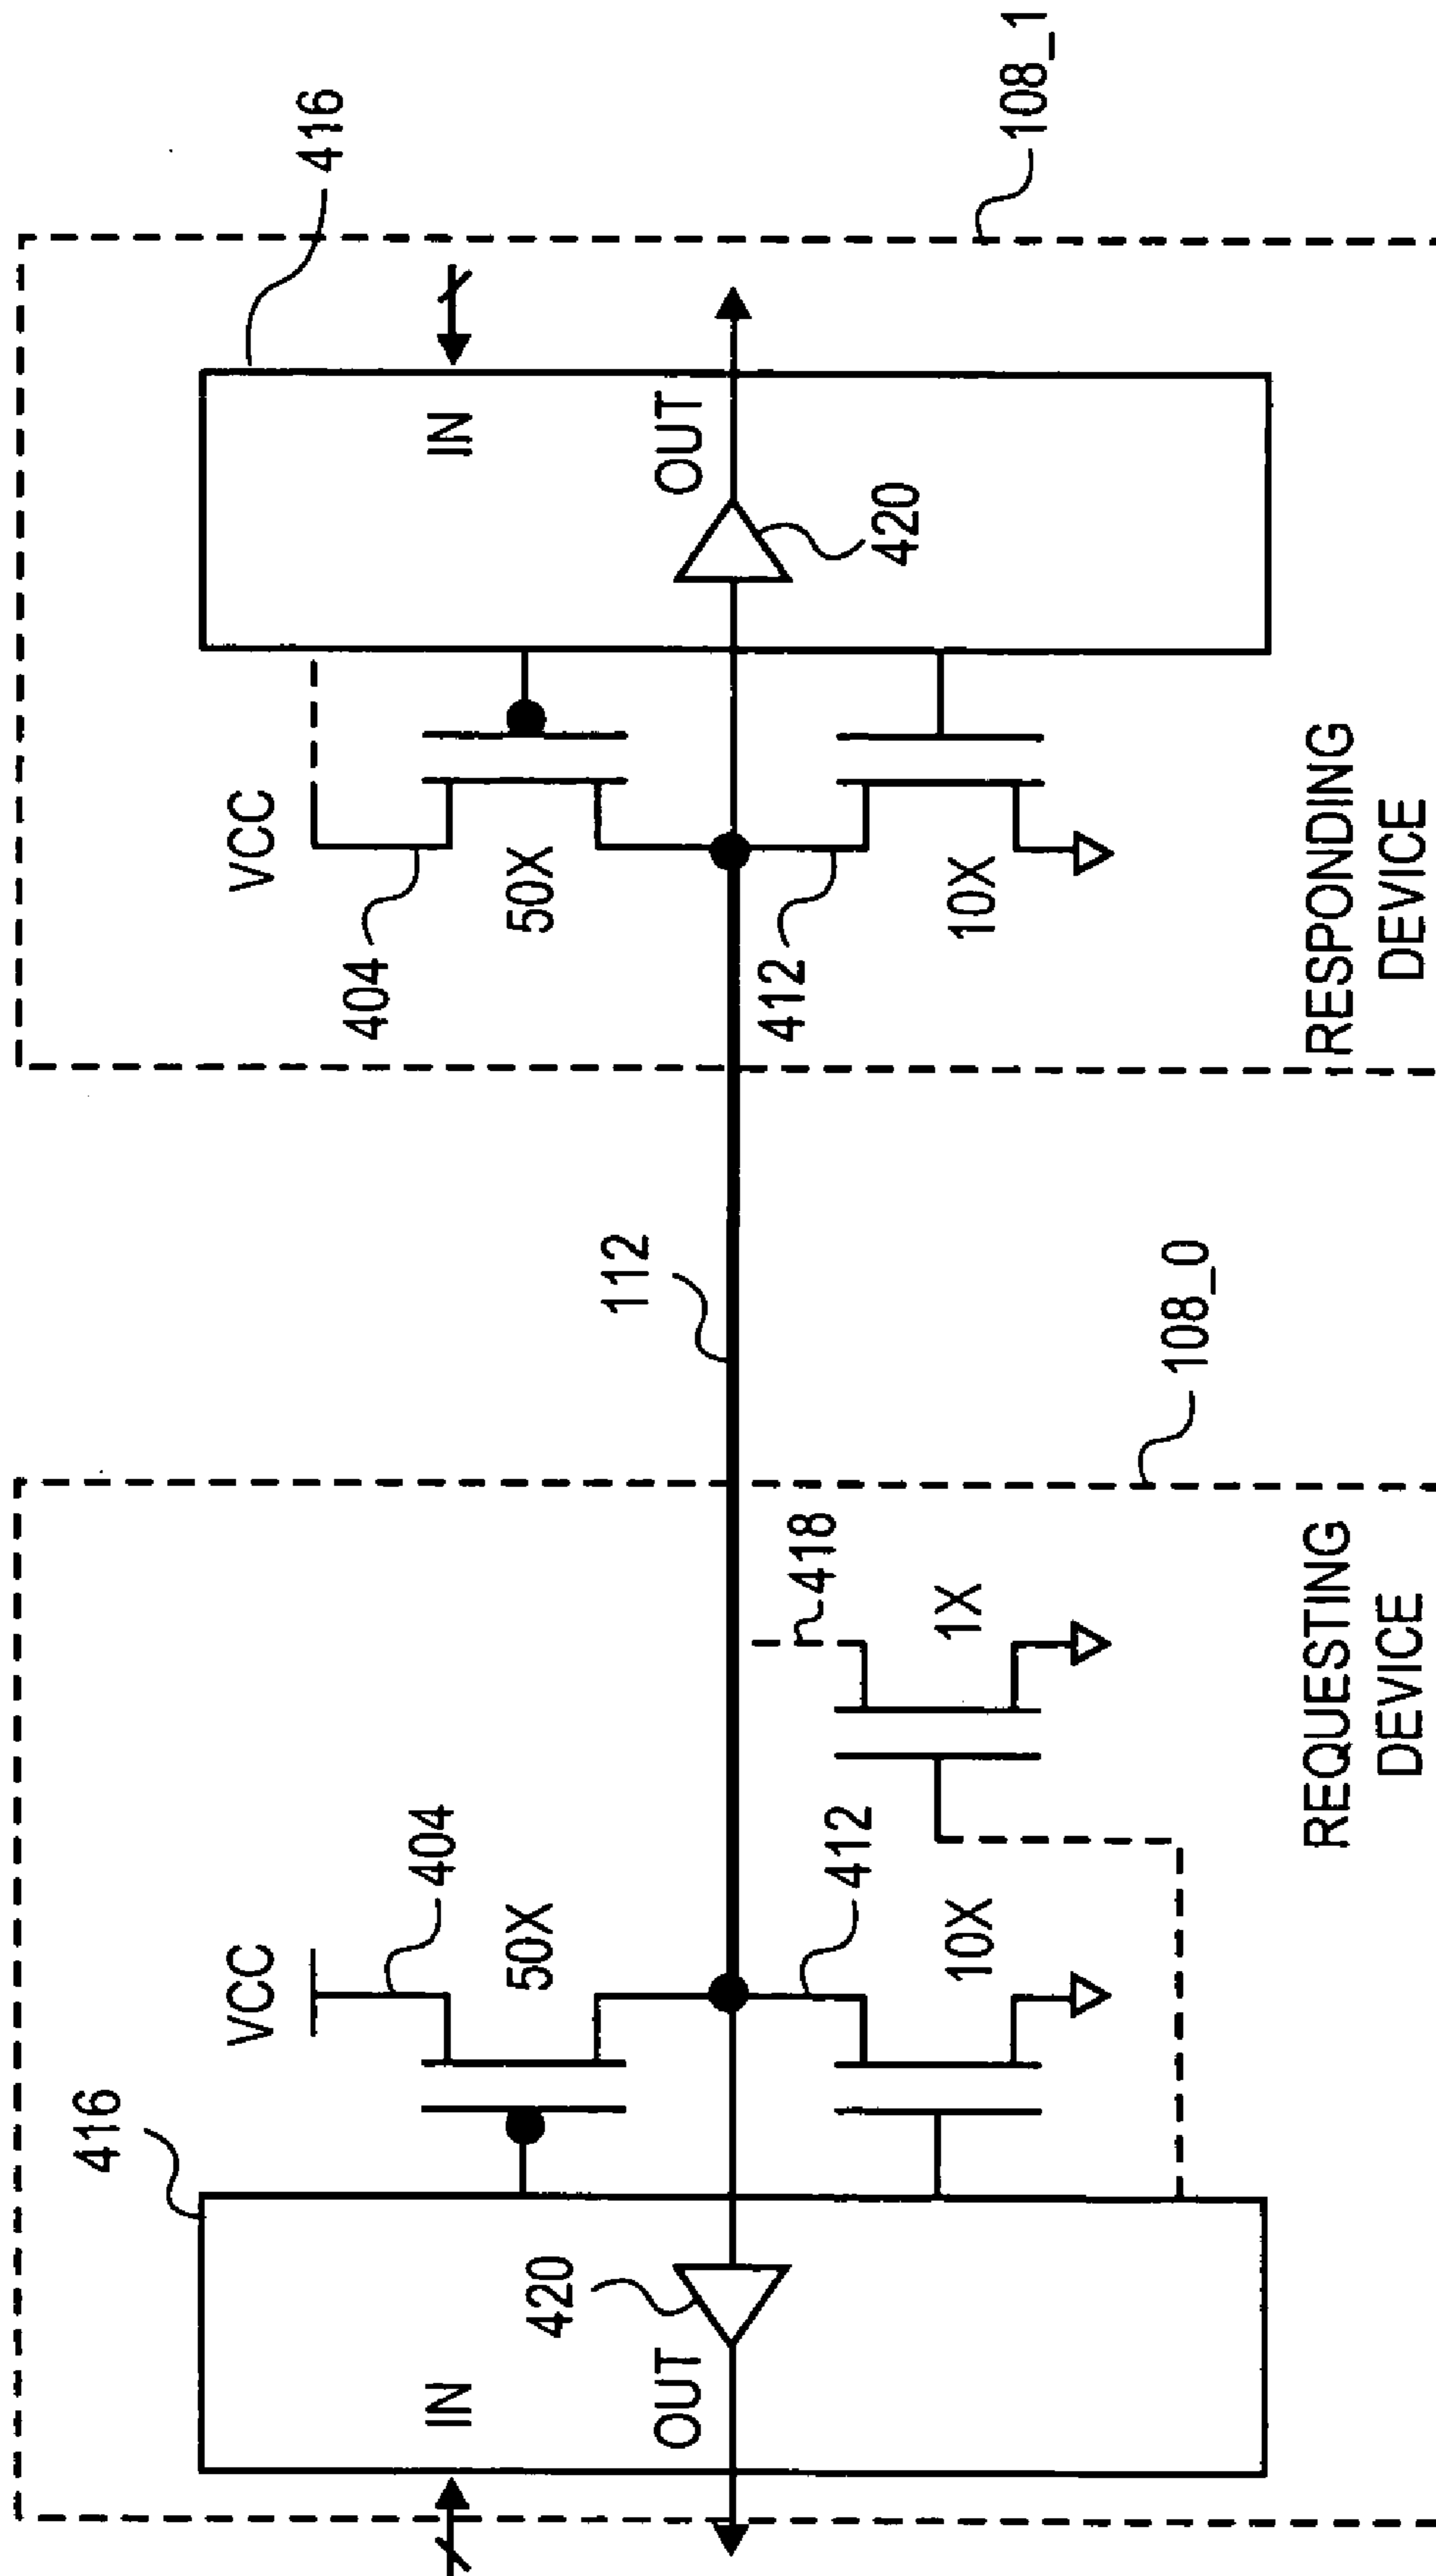 416
VCC
404
IN
50X
420
OUT
412
10X
418
1X
REQUESTING
DEVICE
108_0
112
VCC
404
50X
IN
OUT
420
412
10X
RESPONDING
DEVICE
416
108_1